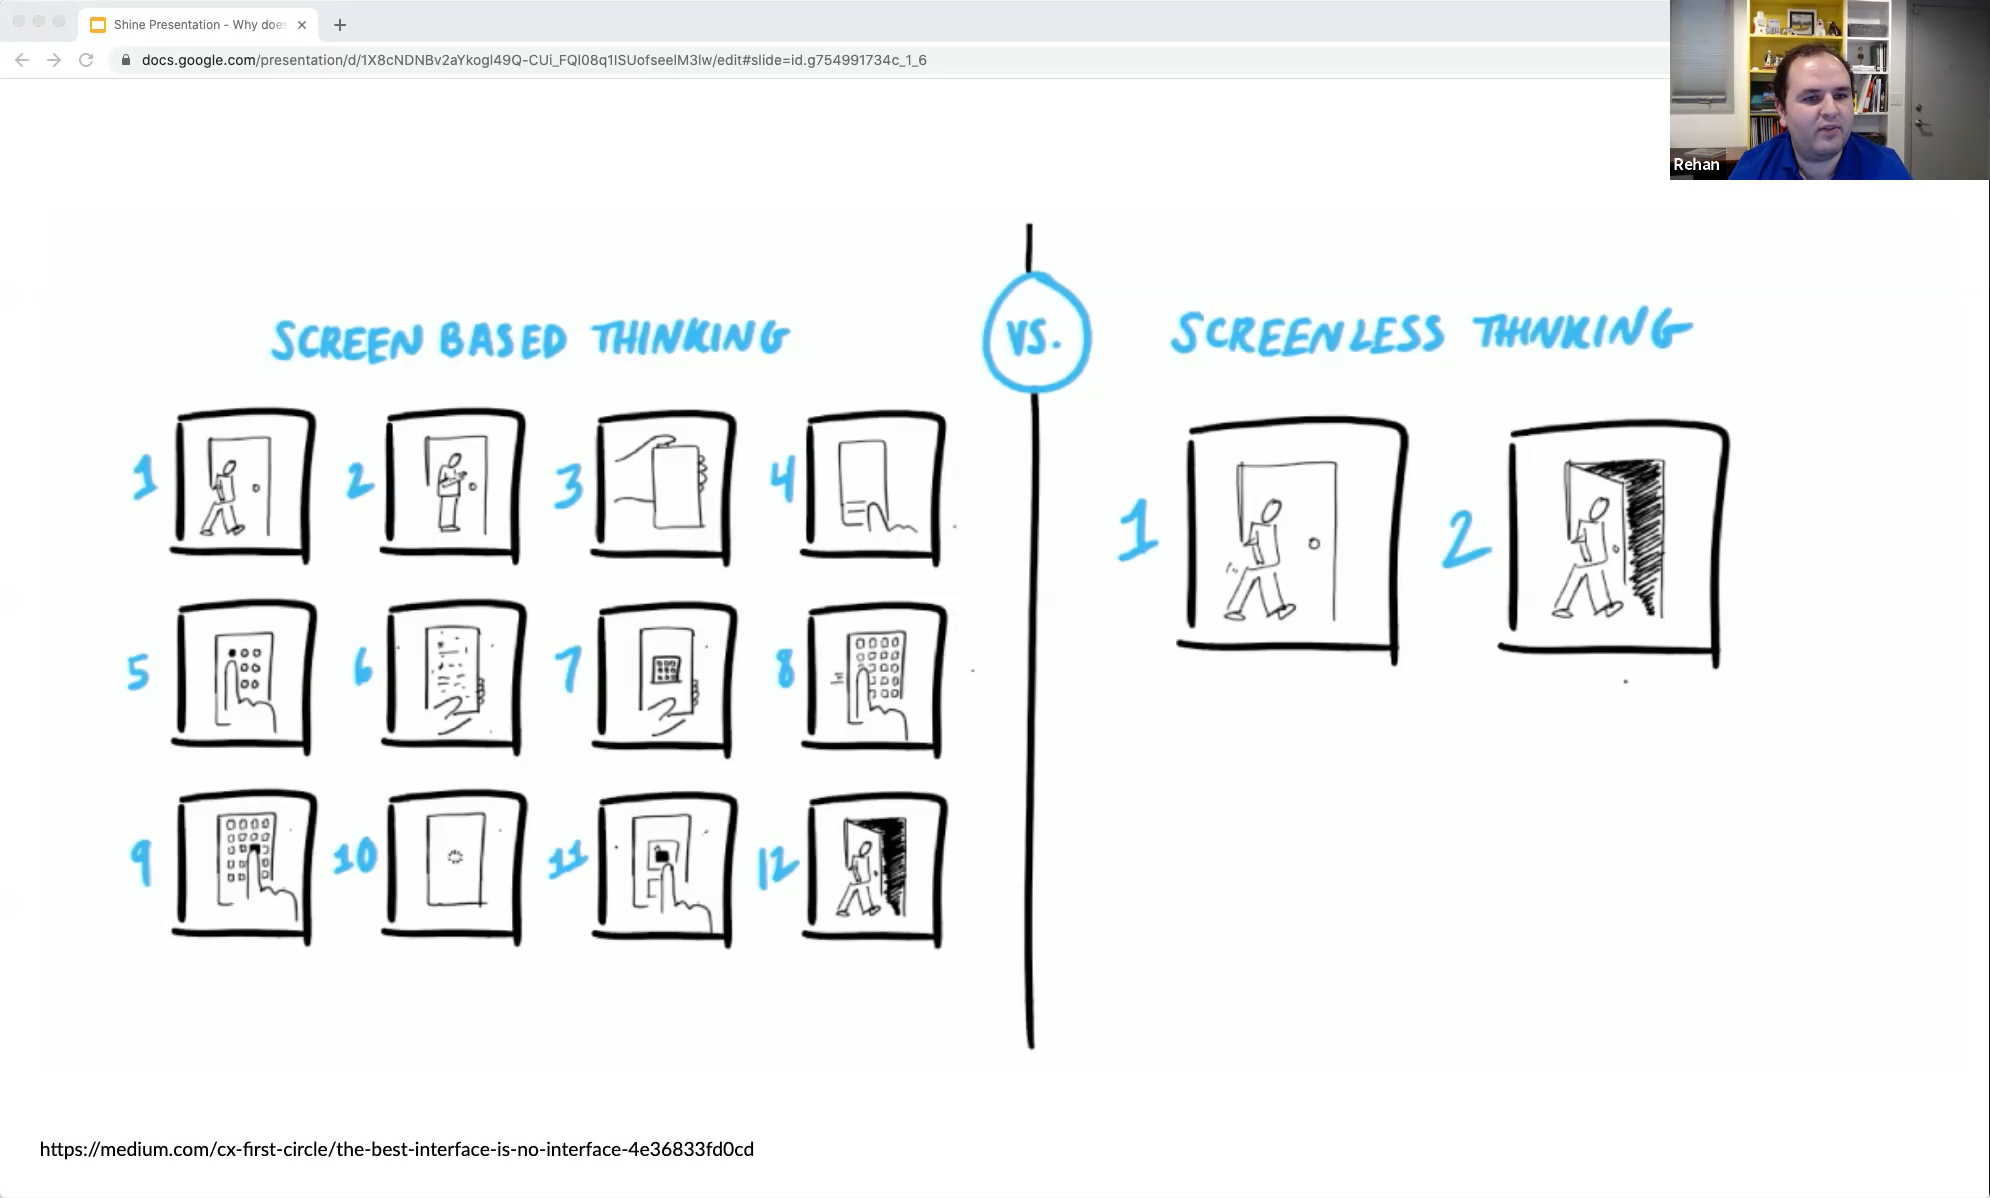 Shine Presentation - Why does
docs.google.com/presentation/d/1X8cNDNBv2aYkogl49Q-CUi_FQl08q1lSUofseelM3lw/edit#slide=id.g754991734c_1_6
Rehan
SCREEN BASED THINKING
VS.
SCREENLESS THINKING
1
2
3
4
5
6
7
8
9
10
11
12
1
2
https://medium.com/cx-first-circle/the-best-interface-is-no-interface-4e36833fd0cd